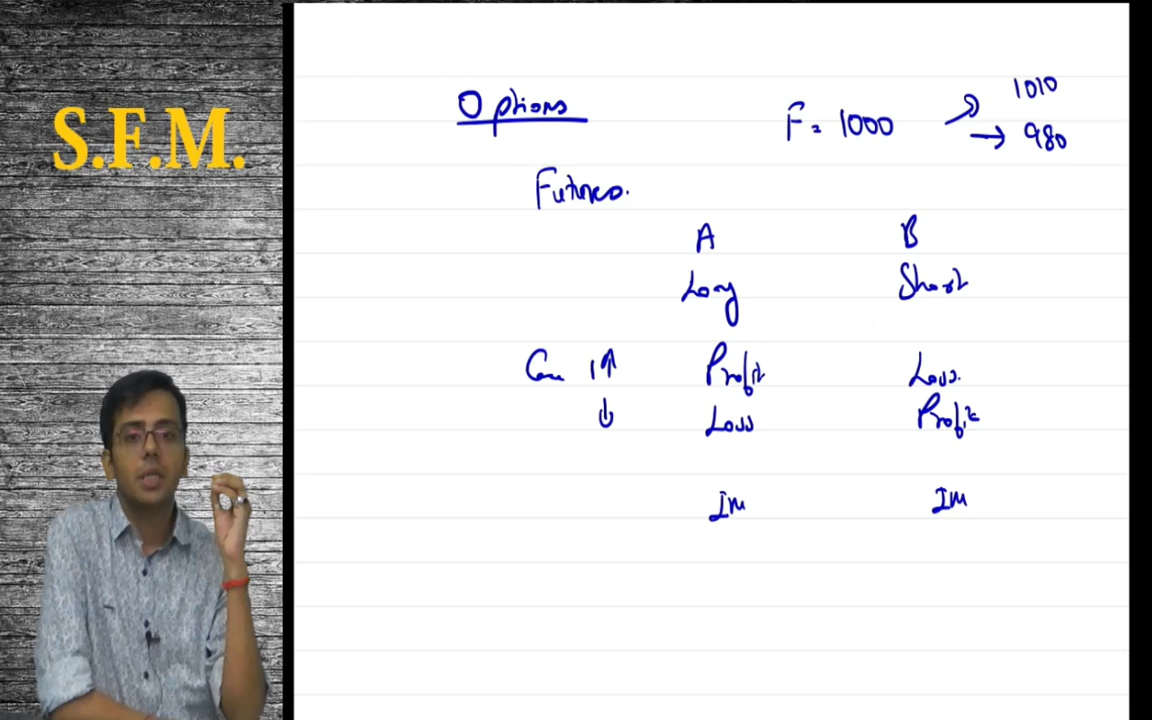 S.F.M.
Options
F = 1000
1010
980
Futures.
A B
Long Short
Profit Loss.
Loss Profit
IM IM